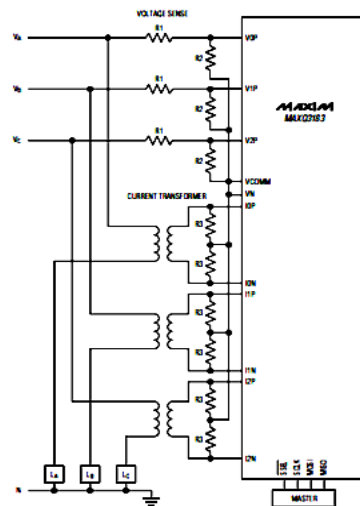 VOLTAGE SENSE
VA
R1
V0P
R2
VB
R1
V1P
R2
MAXIM
MAXQ3183
VC
R1
V2P
R2
VCOMM
VN
CURRENT TRANSFORMER
I0P
R3
R3
I0N
I1P
R3
R3
I1N
I2P
R3
R3
I2N
LA
LB
LC
SSEL
SCLK
MOSI
MISO
MASTER